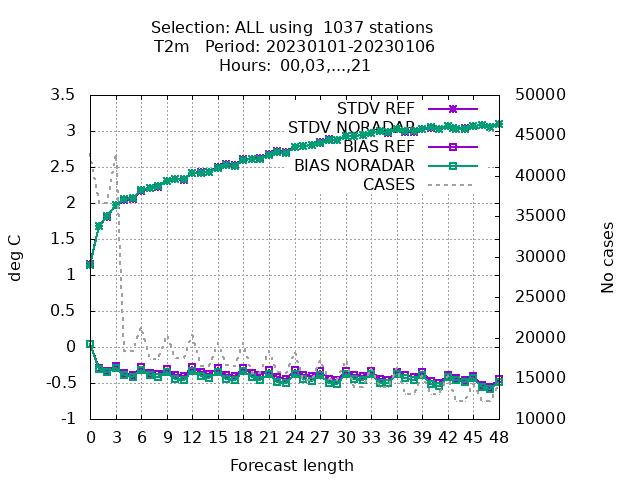 Selection: ALL using  1037 stations
T2m   Period: 20230101-20230106
Hours:  00,03,...,21
3.5
3
2.5
2
1.5
1
0.5
0
-0.5
-1
deg C
50000
45000
40000
35000
30000
25000
20000
15000
10000
No cases
STDV REF
STDV NORADAR
BIAS REF
BIAS NORADAR
CASES
0 3 6 9 12 15 18 21 24 27 30 33 36 39 42 45 48
Forecast length